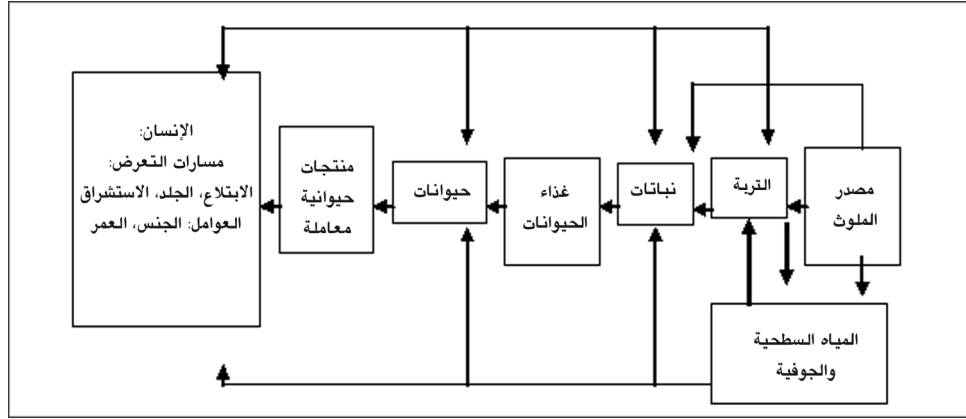 مصدر
الملوث
التربة
نباتات
غذاء
الحيوانات
حيوانات
منتجات
حيوانية
معاملة
الإنسان:
مسارات التعرض:
الابتلاع، الجلد، الاستشراق
العوامل: الجنس، العمر
المياه السطحية
والجوفية